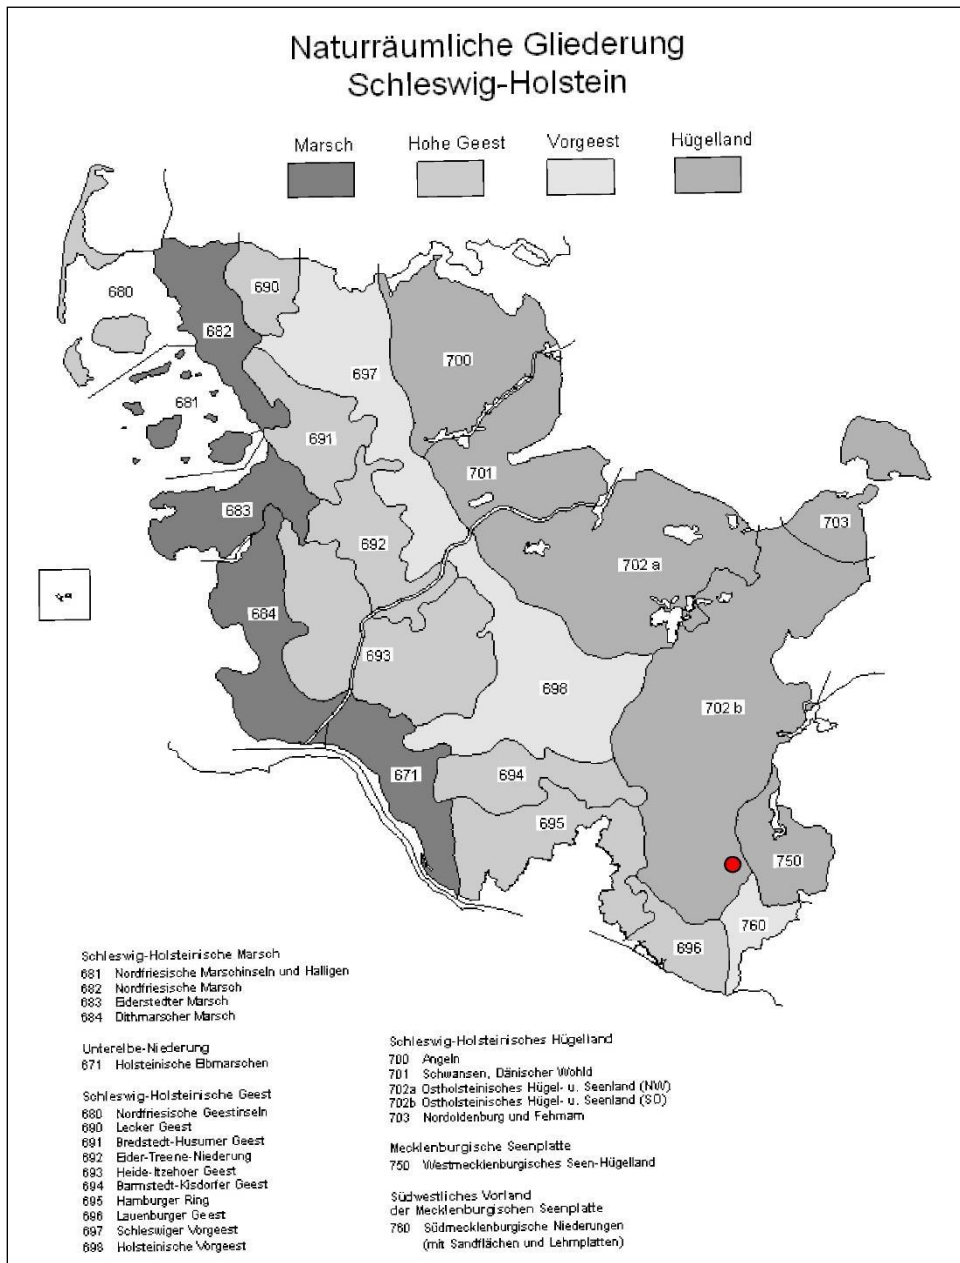 Naturräumliche Gliederung
Schleswig-Holstein
Marsch
Hohe Geest
Vorgeest
Hügelland
680
682
690
697
700
681
691
701
683
692
702 a
703
684
693
698
702 b
671
694
695
750
760
696
Schleswig-Holsteinische Marsch
681 Nordfriesische Marschinseln und Halligen
682 Nordfriesische Marsch
683 Eiderstedter Marsch
684 Dithmarscher Marsch
Unterelbe-Niederung
671 Holsteinische Elbmarschen
Schleswig-Holsteinische Geest
680 Nordfriesische Geestinseln
690 Lecker Geest
691 Bredstedt-Husumer Geest
692 Eider-Treene-Niederung
693 Heide-Itzehoer Geest
694 Barmstedt-Kisdorfer Geest
695 Hamburger Ring
696 Lauenburger Geest
697 Schleswiger Vorgeest
698 Holsteinische Vorgeest
Schleswig-Holsteinisches Hügelland
700 Angeln
701 Schwansen, Dänischer Wohld
702a Ostholsteinisches Hügel- u. Seenland (NW)
702b Ostholsteinisches Hügel- u. Seenland (SO)
703 Nordoldenburg und Fehmarn
Mecklenburgische Seenplatte
750 Westmecklenburgisches Seen-Hügelland
Südwestliches Vorland
der Mecklenburgischen Seenplatte
760 Südmecklenburgische Niederungen
(mit Sandflächen und Lehmplatten)